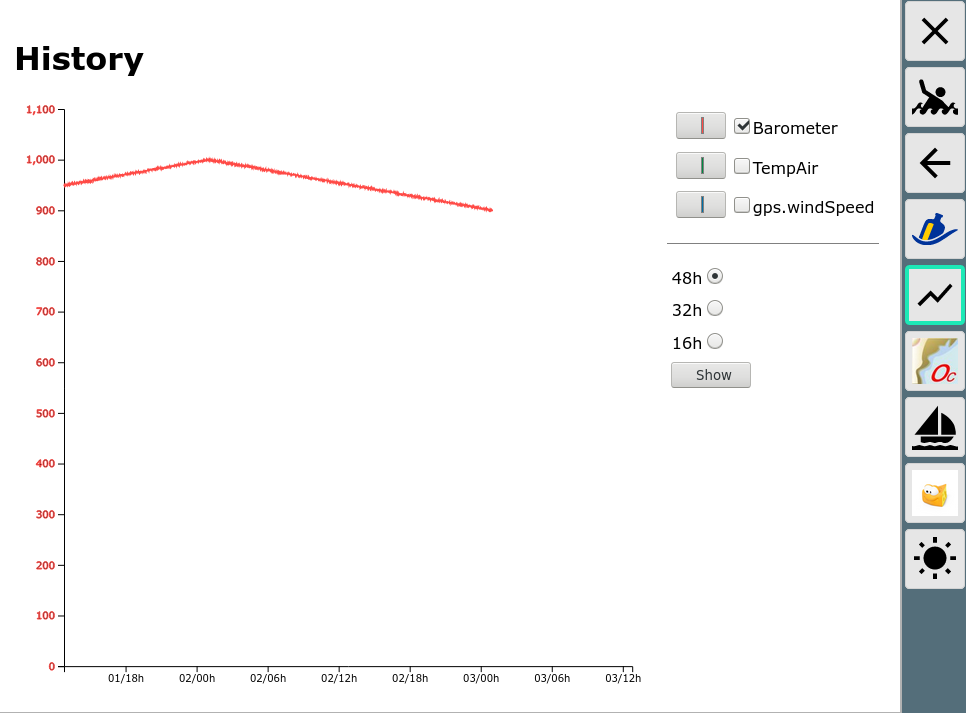 History
1,100
1,000
900
800
700
600
500
400
300
200
100
0
01/18h 02/00h 02/06h 02/12h 02/18h 03/00h 03/06h 03/12h
Barometer
TempAir
gps.windSpeed
48h
32h
16h
Show
Oc